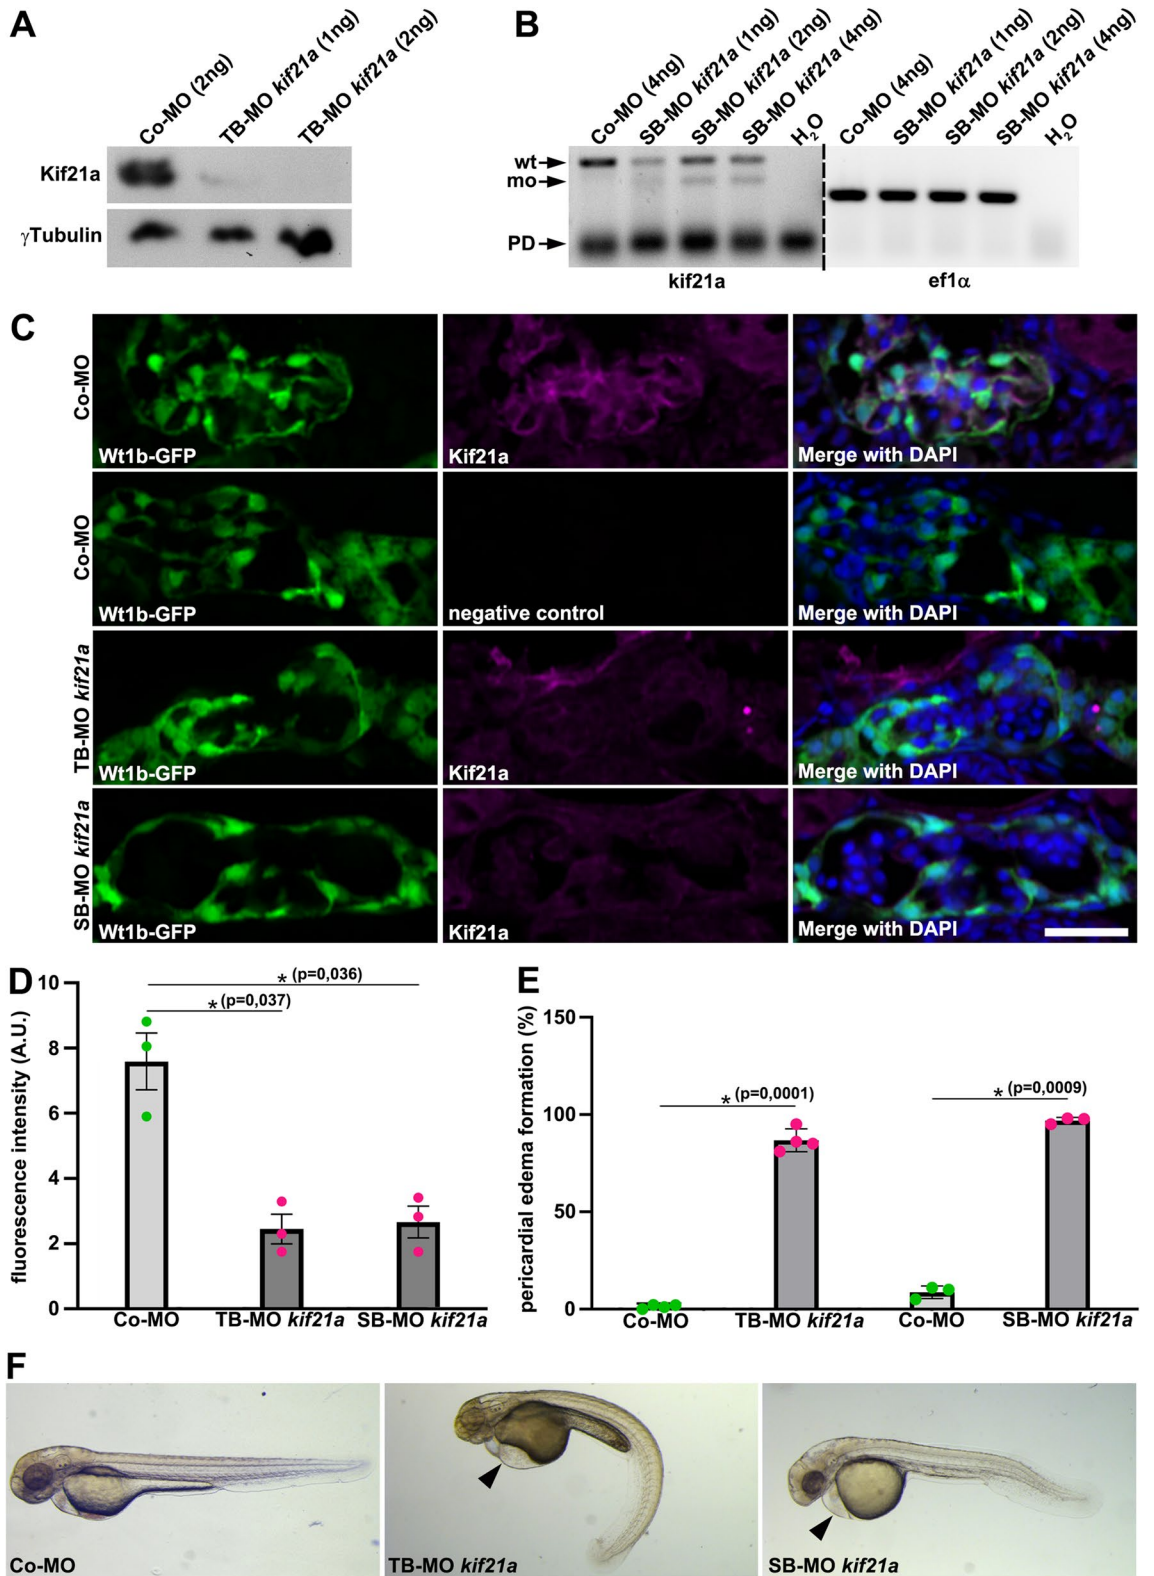 A
Co-MO (2ng)
TB-MO kif21a (1ng)
TB-MO kif21a (2ng)
Kif21a
γTubulin
B
Co-MO (4ng)
SB-MO kif21a (1ng)
SB-MO kif21a (2ng)
SB-MO kif21a (4ng)
H₂O
Co-MO (4ng)
SB-MO kif21a (1ng)
SB-MO kif21a (2ng)
SB-MO kif21a (4ng)
H₂O
wt
mo
PD
kif21a
ef1α
C
Co-MO
Wt1b-GFP
Kif21a
Merge with DAPI
Co-MO
Wt1b-GFP
negative control
Merge with DAPI
TB-MO kif21a
Wt1b-GFP
Kif21a
Merge with DAPI
SB-MO kif21a
Wt1b-GFP
Kif21a
Merge with DAPI
D
fluorescence intensity (A.U.)
10
8
6
4
2
0
* (p=0,036)
* (p=0,037)
Co-MO
TB-MO kif21a
SB-MO kif21a
E
pericardial edema formation (%)
150
100
50
0
* (p=0,0001)
* (p=0,0009)
Co-MO
TB-MO kif21a
Co-MO
SB-MO kif21a
F
Co-MO
TB-MO kif21a
SB-MO kif21a